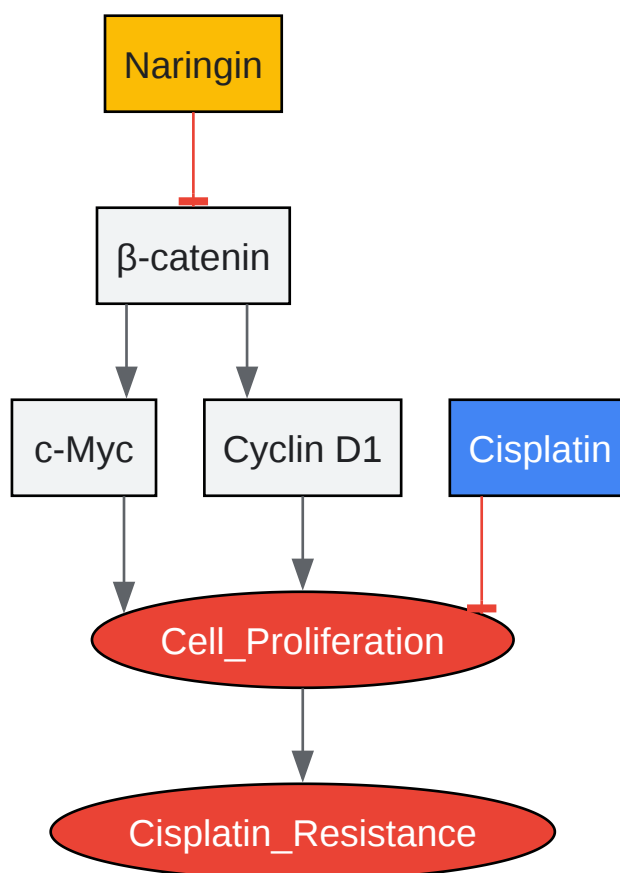 Naringin
β-catenin
c-Myc
Cyclin D1
Cisplatin
Cell_Proliferation
Cisplatin_Resistance